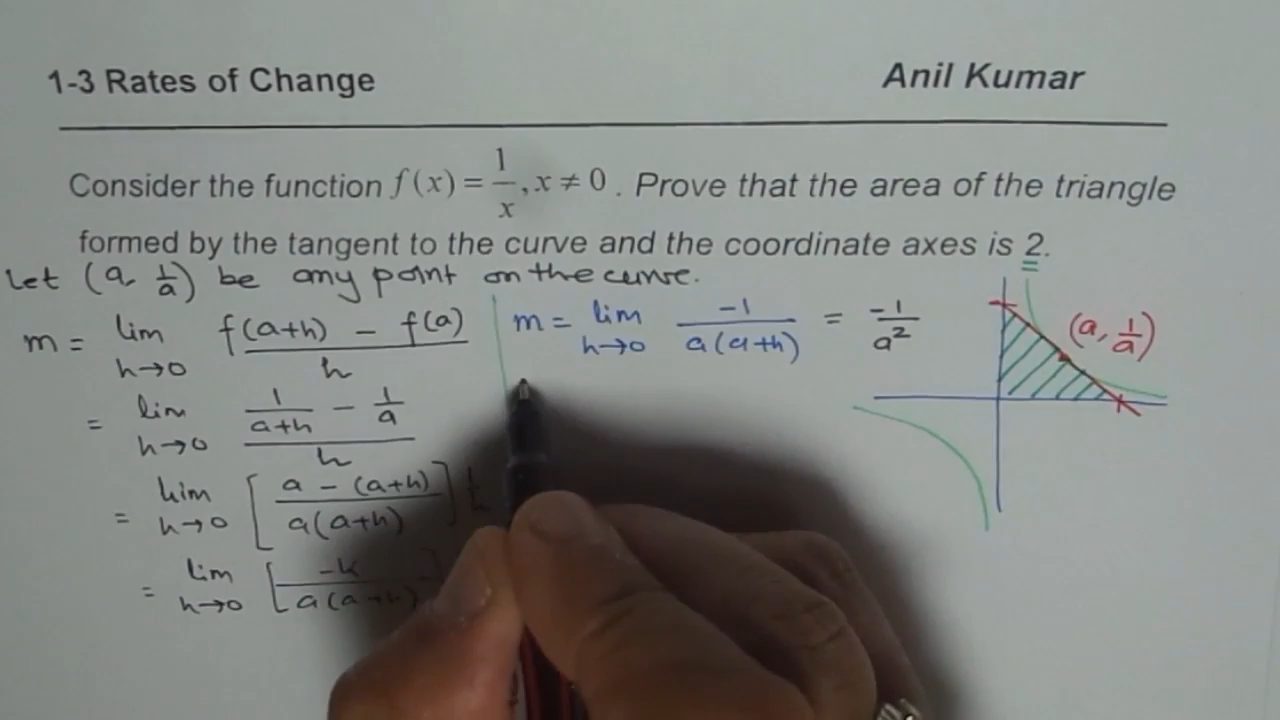 1-3 Rates of Change
Anil Kumar
Consider the function f(x) = 1/x, x ≠ 0. Prove that the area of the triangle
formed by the tangent to the curve and the coordinate axes is 2.
Let (a, 1/a) be any point on the curve.
m = lim h→0 (f(a+h) - f(a))/h
= lim h→0 (1/(a+h) - 1/a)/h
= lim h→0 [(a - (a+h))/(a(a+h))] 1/h
= lim h→0 [-h/(a(a+h))]
m = lim h→0 -1/(a(a+h)) = -1/a²
(a, 1/a)